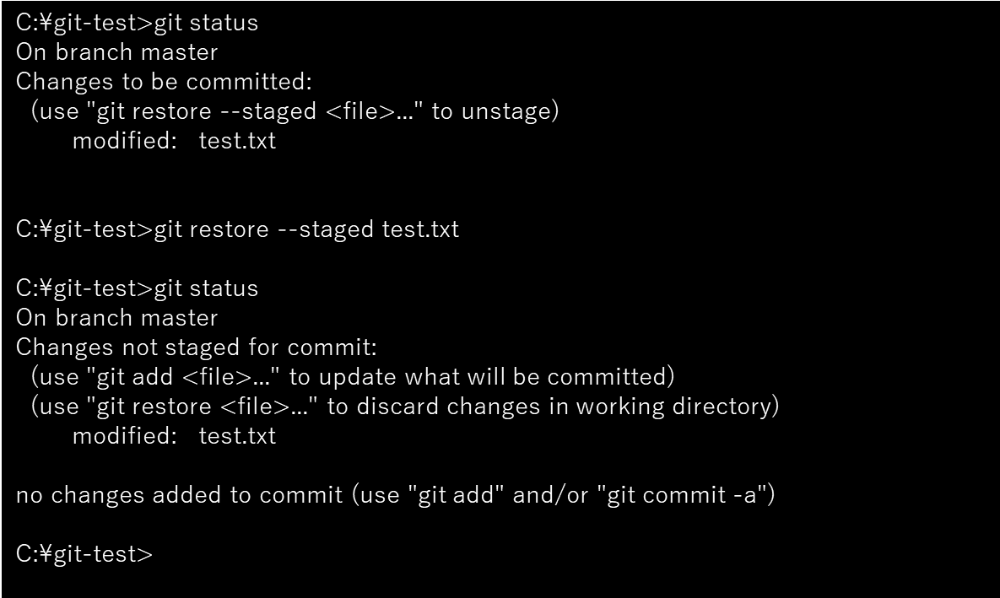 C:¥git-test>git status
On branch master
Changes to be committed:
(use "git restore --staged <file>..." to unstage)
modified: test.txt
C:¥git-test>git restore --staged test.txt
C:¥git-test>git status
On branch master
Changes not staged for commit:
(use "git add <file>..." to update what will be committed)
(use "git restore <file>..." to discard changes in working directory)
modified: test.txt
no changes added to commit (use "git add" and/or "git commit -a")
C:¥git-test>